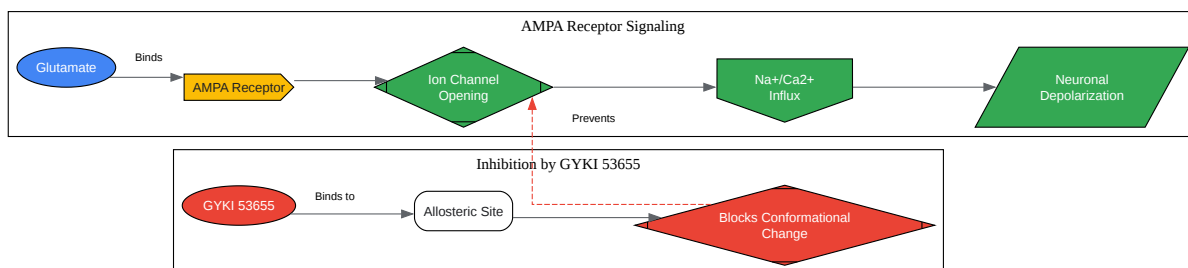 AMPA Receptor Signaling
Glutamate
Binds
AMPA Receptor
Ion Channel
Opening
Na+/Ca2+
Influx
Neuronal
Depolarization
Prevents
Inhibition by GYKI 53655
GYKI 53655
Binds to
Allosteric Site
Blocks Conformational
Change